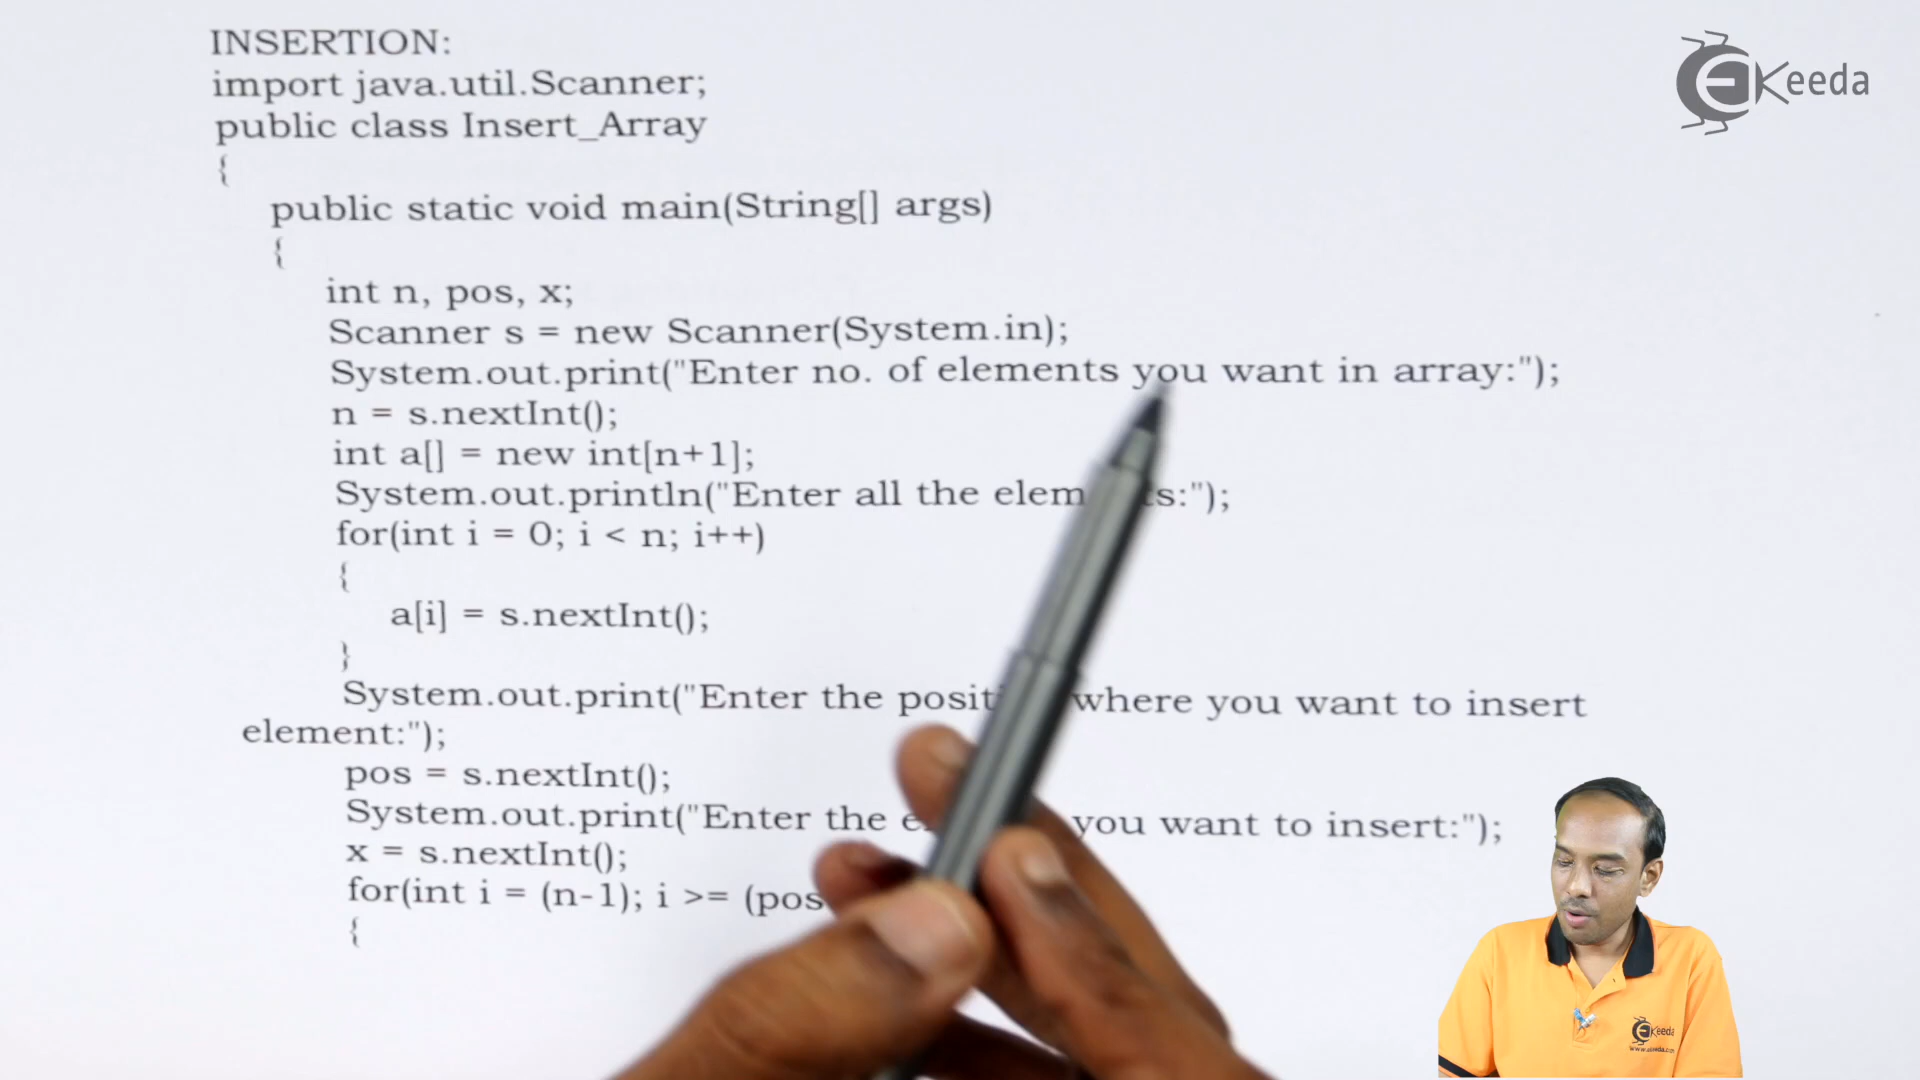 INSERTION:
import java.util.Scanner;
public class Insert_Array
{
public static void main(String[] args)
{
int n, pos, x;
Scanner s = new Scanner(System.in);
System.out.print("Enter no. of elements you want in array:");
n = s.nextInt();
int a[] = new int[n+1];
System.out.println("Enter all the elem s:");
for(int i = 0; i < n; i++)
{
a[i] = s.nextInt();
}
System.out.print("Enter the posit where you want to insert
element:");
pos = s.nextInt();
System.out.print("Enter the you want to insert:");
x = s.nextInt();
for(int i = (n-1); i >= (pos
{
EKeeda
EKeeda